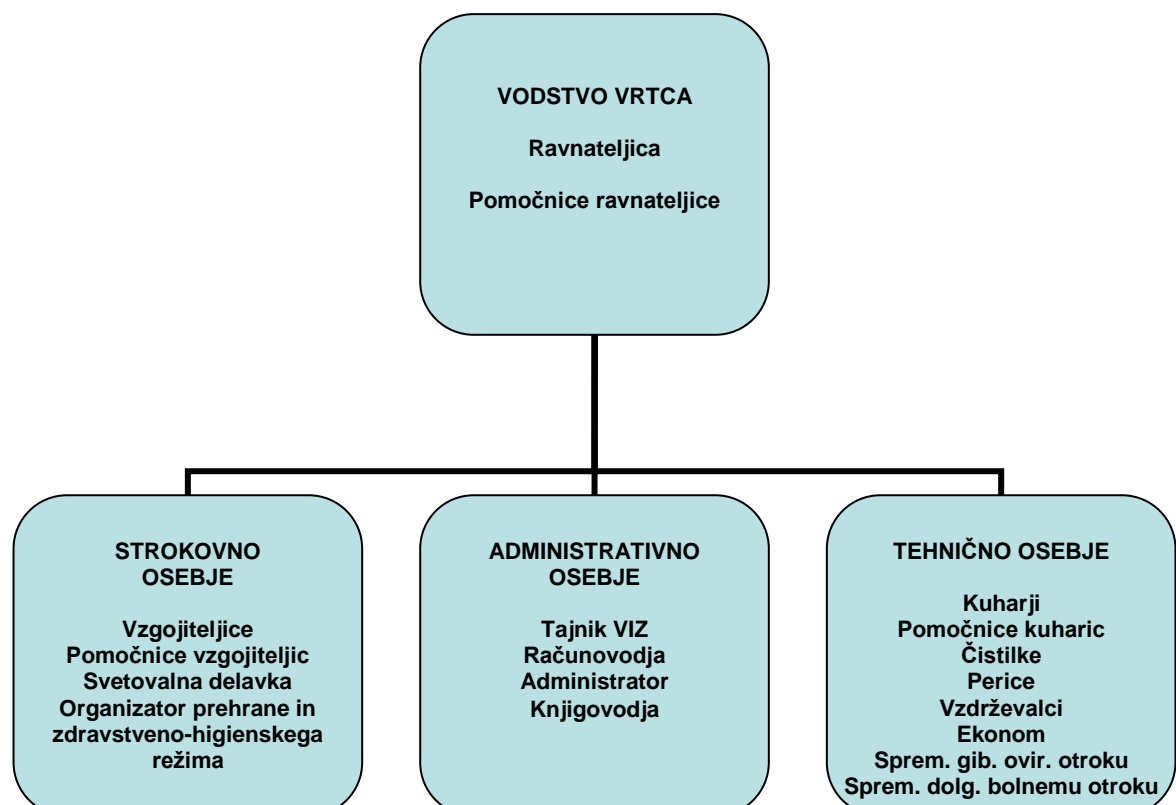 VODSTVO VRTCA
Ravnateljica
Pomočnice ravnateljice
STROKOVNO
OSEBJE
Vzgojiteljice
Pomočnice vzgojiteljic
Svetovalna delavka
Organizator prehrane in
zdravstveno-higienskega
režima
ADMINISTRATIVNO
OSEBJE
Tajnik VIZ
Računovodja
Administrator
Knjigovodja
TEHNIČNO OSEBJE
Kuharji
Pomočnice kuharic
Čistilke
Perice
Vzdrževalci
Ekonom
Sprem. gib. ovir. otroku
Sprem. dolg. bolnemu otroku